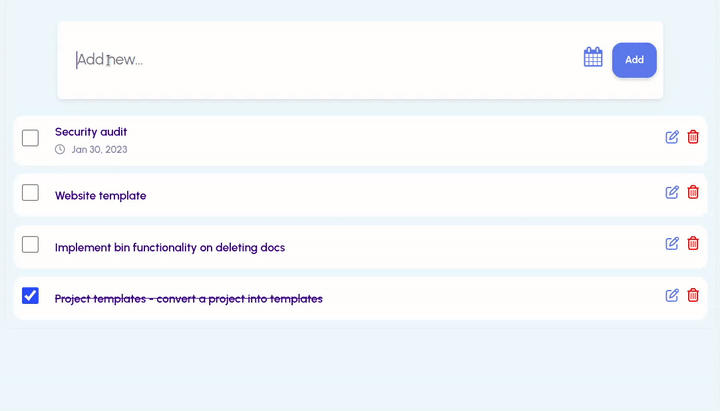 Add new...
Add
Security audit
Jan 30, 2023
Website template
Implement bin functionality on deleting docs
Project templates - convert a project into templates